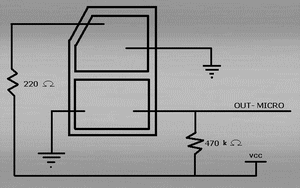 OUT-MICRO
220 Ω
470 k Ω
VCC